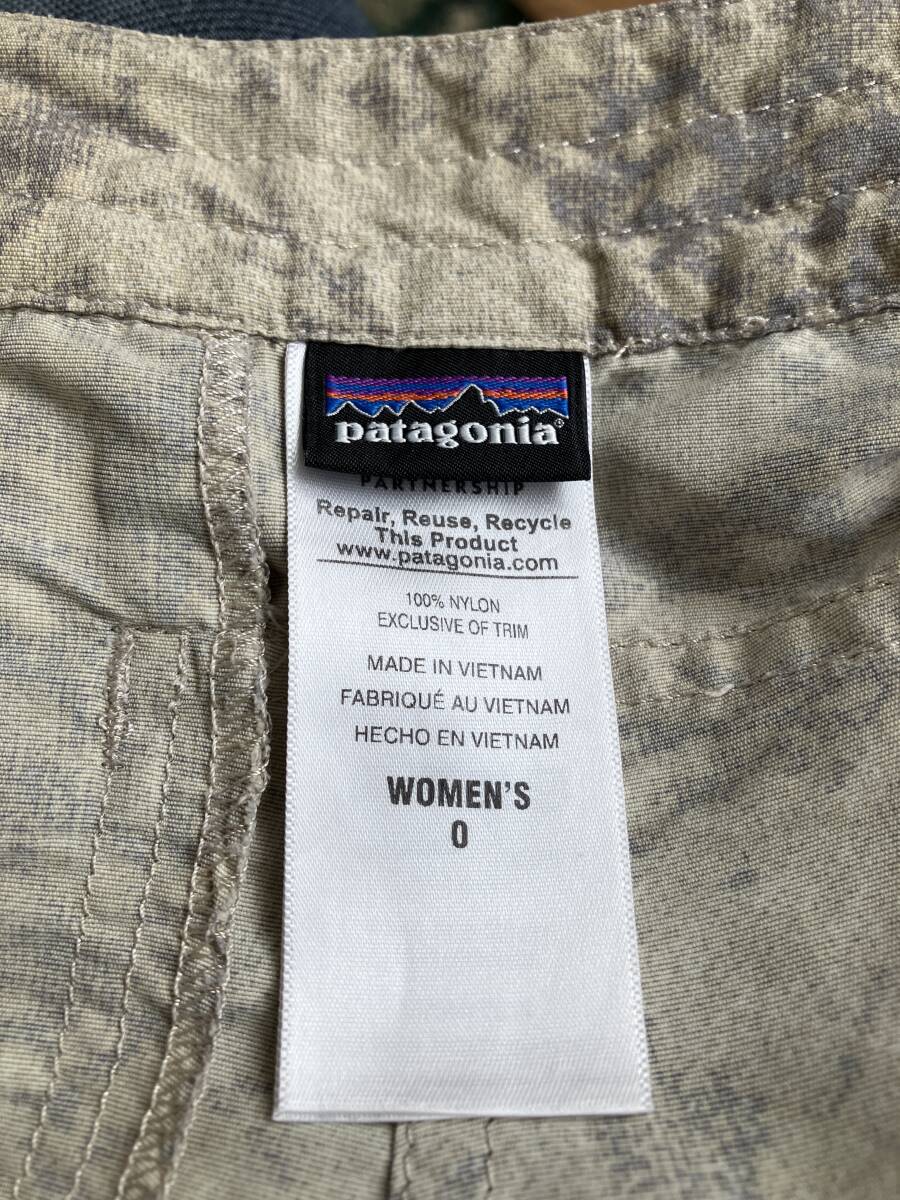 patagonia®
PARTNERSHIP
Repair, Reuse, Recycle
This Product
www.patagonia.com
100% NYLON
EXCLUSIVE OF TRIM
MADE IN VIETNAM
FABRIQUÉ AU VIETNAM
HECHO EN VIETNAM
WOMEN'S
0